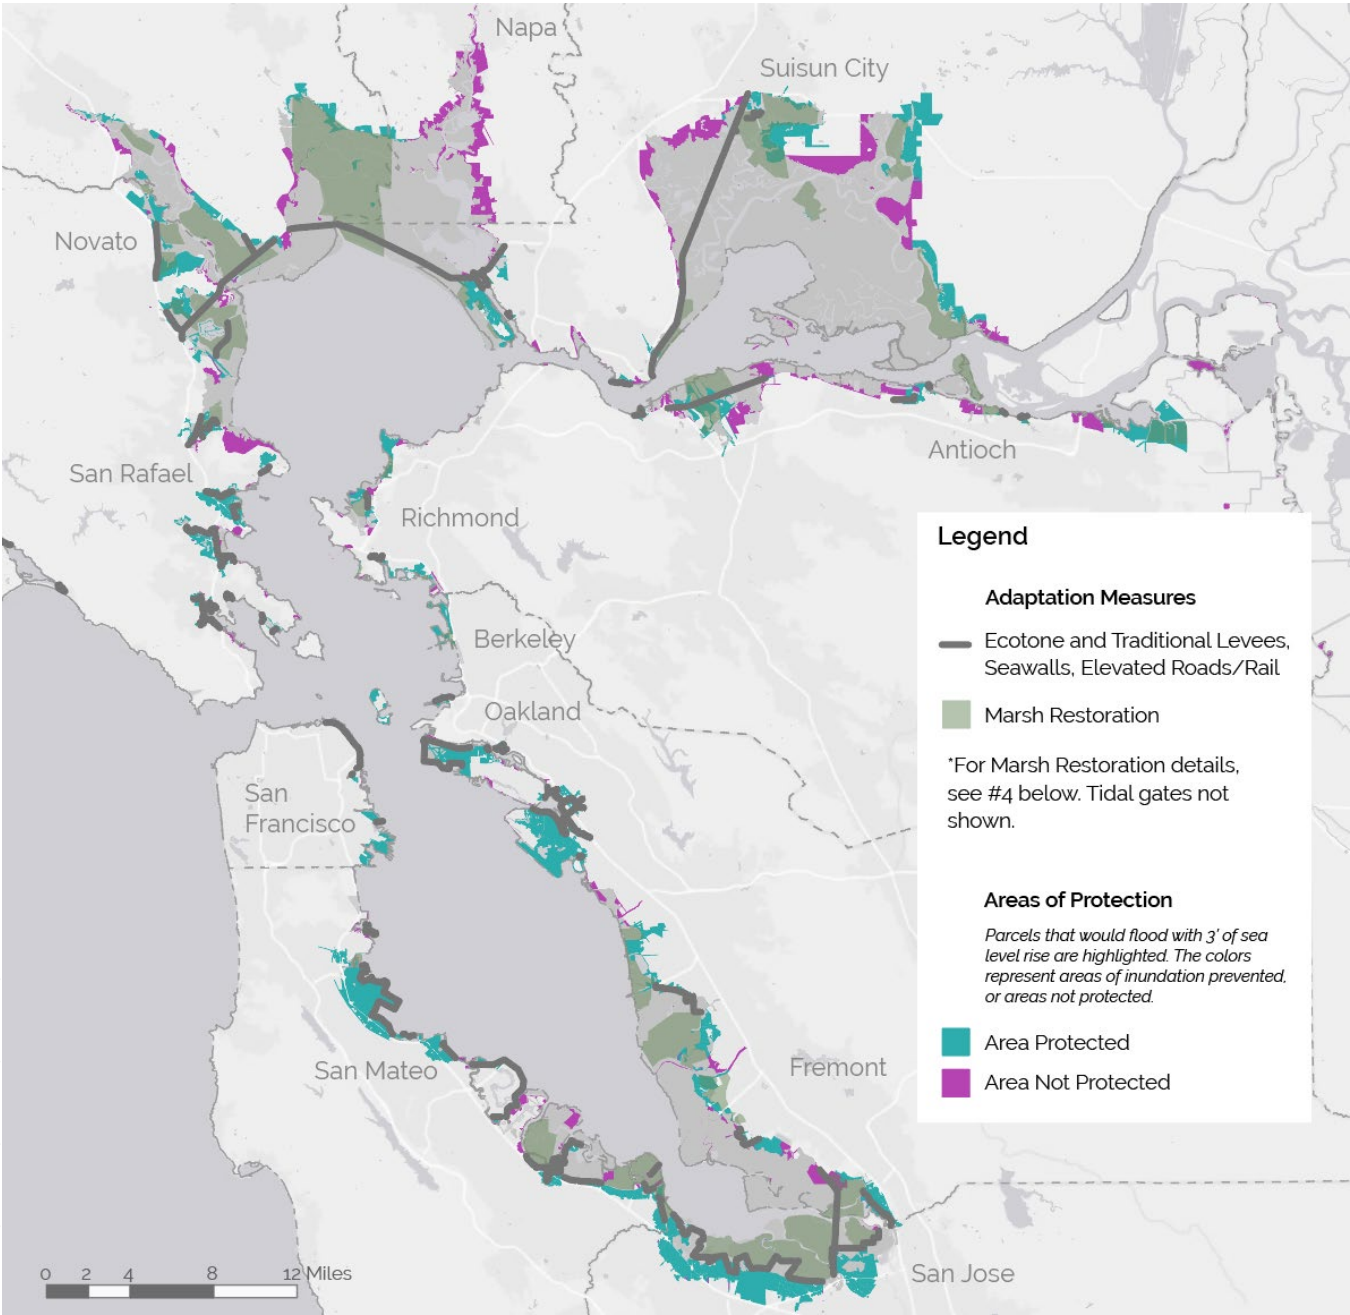 Napa
Suisun City
Novato
Antioch
San Rafael
Richmond
Legend
Adaptation Measures
Ecotone and Traditional Levees,
Seawalls, Elevated Roads/Rail
Berkeley
Marsh Restoration
Oakland
*For Marsh Restoration details,
see #4 below. Tidal gates not
shown.
San
Francisco
Areas of Protection
Parcels that would flood with 3' of sea
level rise are highlighted. The colors
represent areas of inundation prevented,
or areas not protected.
Area Protected
Area Not Protected
San Mateo
Fremont
San Jose
0 2 4 8 12 Miles